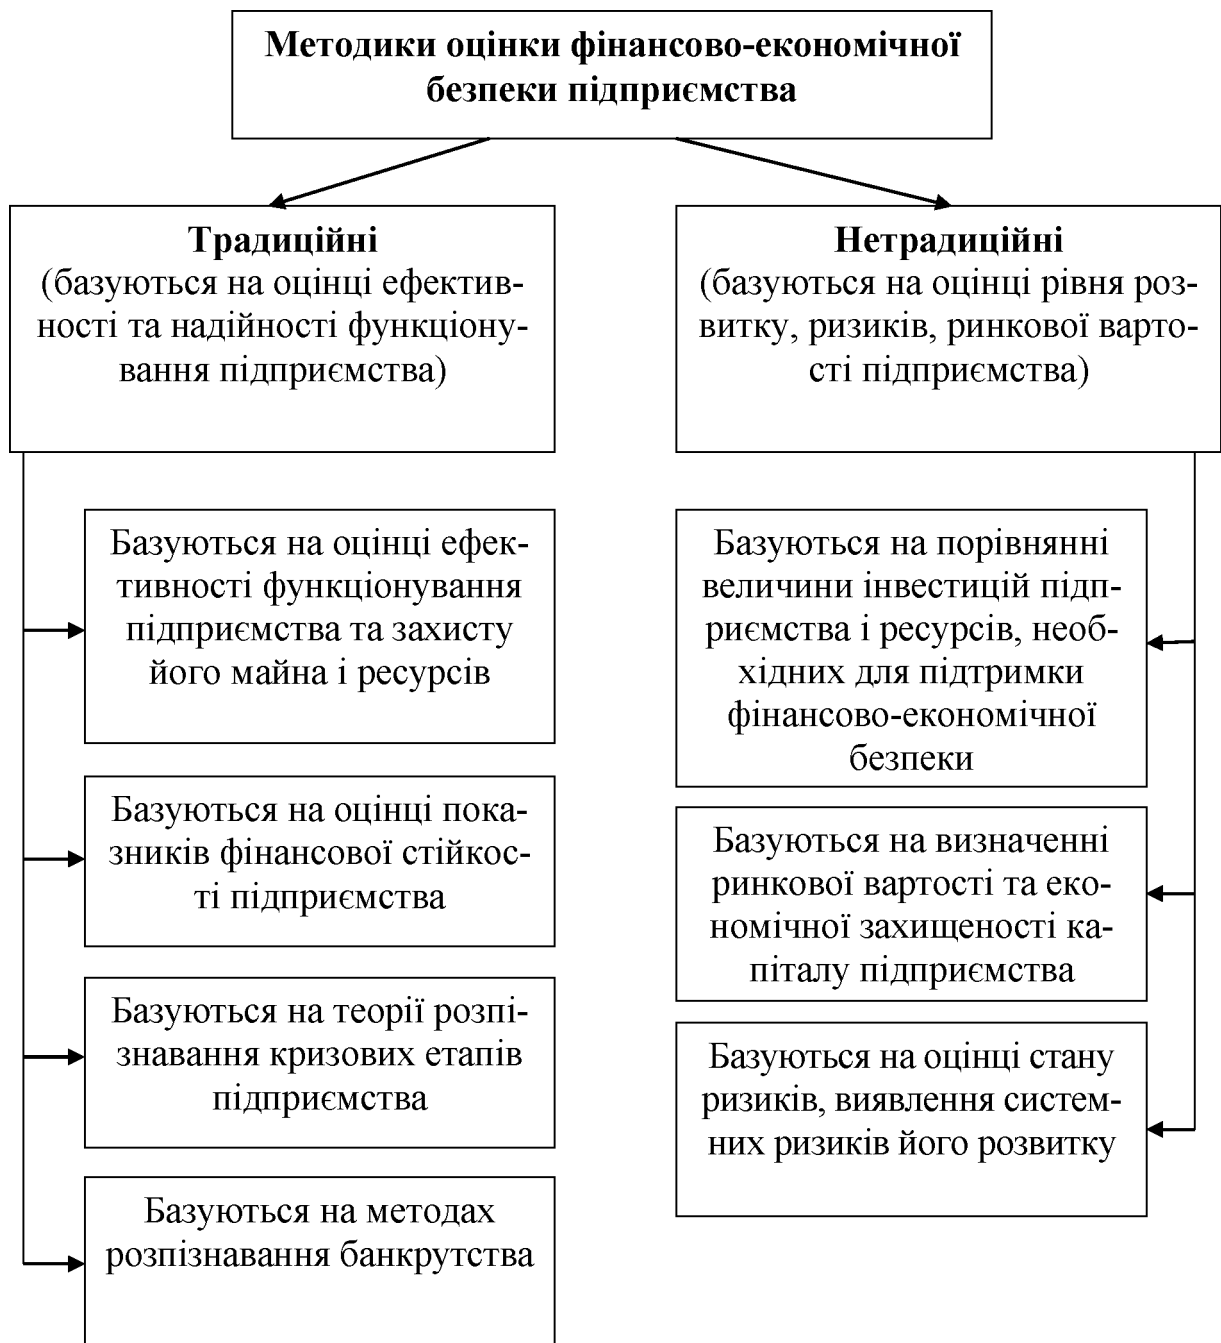 Методики оцінки фінансово-економічної
безпеки підприємства
Традиційні
(базуються на оцінці ефектив-
ності та надійності функціону-
вання підприємства)
Нетрадиційні
(базуються на оцінці рівня роз-
витку, ризиків, ринкової варто-
сті підприємства)
Базуються на оцінці ефек-
тивності функціонування
підприємства та захисту
його майна і ресурсів
Базуються на оцінці пока-
зників фінансової стійкос-
ті підприємства
Базуються на теорії розпі-
знавання кризових етапів
підприємства
Базуються на методах
розпізнавання банкрутства
Базуються на порівнянні
величини інвестицій підп-
риємства і ресурсів, необ-
хідних для підтримки
фінансово-економічної
безпеки
Базуються на визначенні
ринкової вартості та еко-
номічної захищеності ка-
піталу підприємства
Базуються на оцінці стану
ризиків, виявлення систем-
них ризиків його розвитку